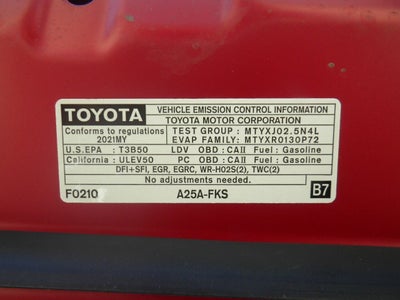 TOYOTA
VEHICLE EMISSION CONTROL INFORMATION
TOYOTA MOTOR CORPORATION
Conforms to regulations
2021MY
TEST GROUP : MTYXJ02.5N4L
EVAP FAMILY: MTYXR0130P72
U.S.EPA : T3B50 LDV OBD : CAII Fuel : Gasoline
California : ULEV50 PC OBD : CAII Fuel : Gasoline
DFI+SFI, EGR, EGRC, WR-HO2S(2), TWC(2)
No adjustments needed.
F0210 A25A-FKS B7